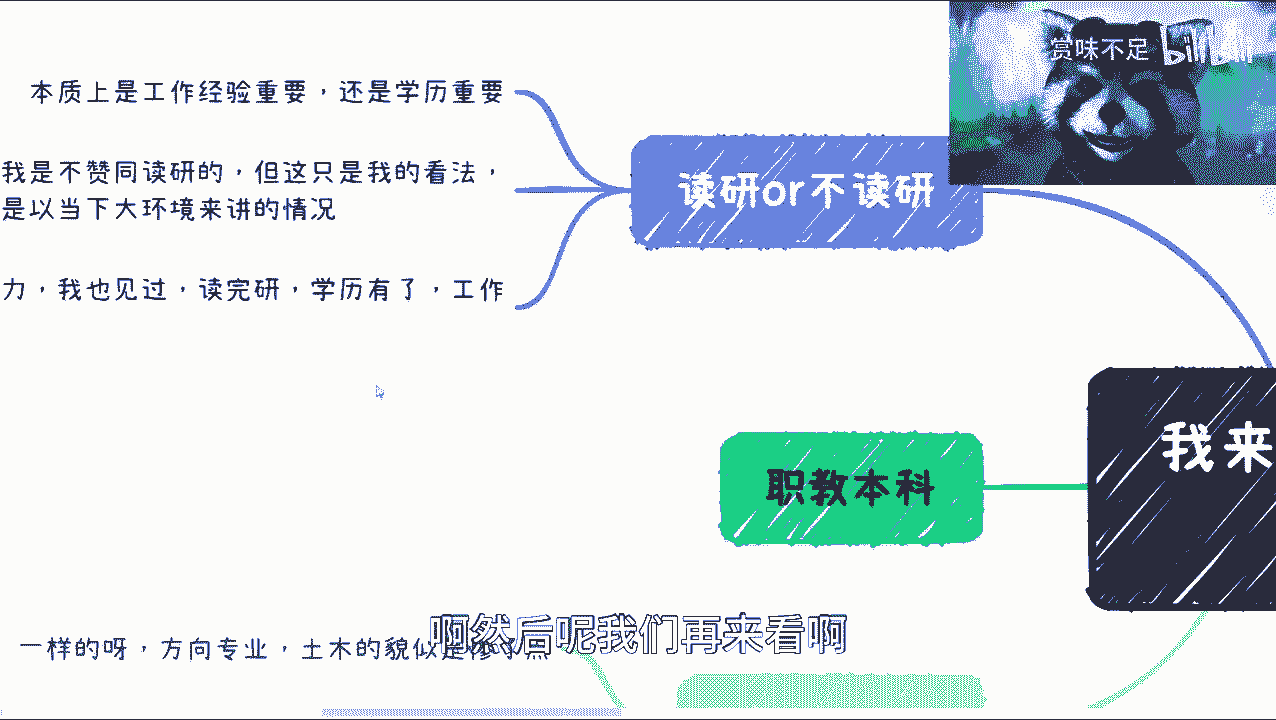 赏味不足 bilibili
本质上是工作经验重要，还是学历重要
我是不赞同读研的，但这只是我的看法，
是以当下大环境来讲的情况
读研or不读研
力，我也见过，读完研，学历有了，工作
我来
职教本科
啊然后呢我们再来看啊
一样的呀，方向专业，土木的貌似是惨了点